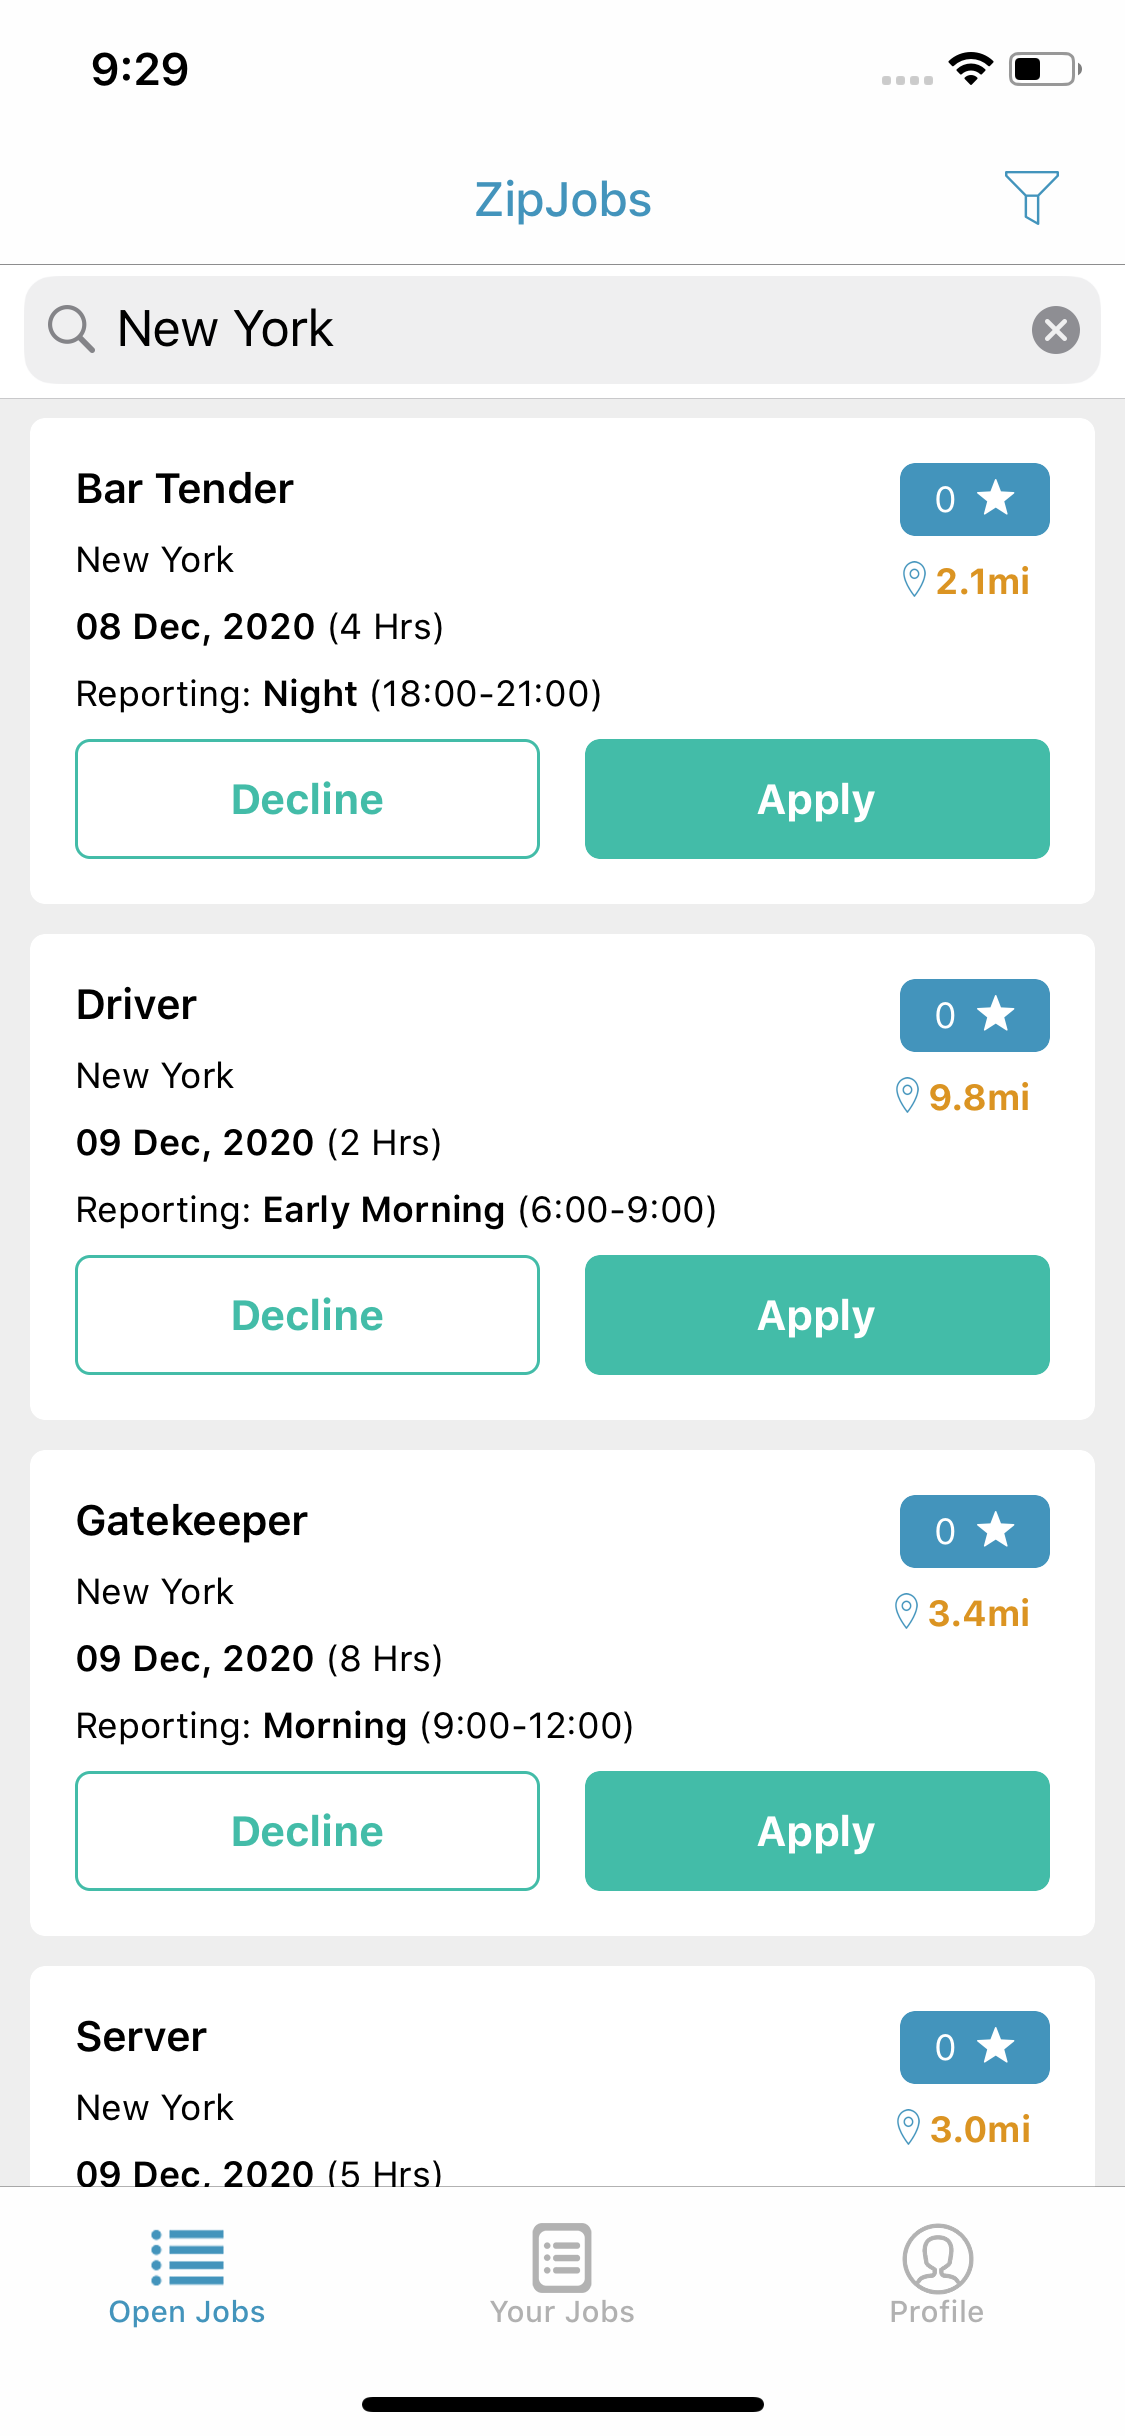 9:29
ZipJobs
New York
Bar Tender
0
New York
2.1mi
08 Dec, 2020 (4 Hrs)
Reporting: Night (18:00-21:00)
Decline
Apply
Driver
0
New York
9.8mi
09 Dec, 2020 (2 Hrs)
Reporting: Early Morning (6:00-9:00)
Decline
Apply
Gatekeeper
0
New York
3.4mi
09 Dec, 2020 (8 Hrs)
Reporting: Morning (9:00-12:00)
Decline
Apply
Server
0
New York
3.0mi
09 Dec, 2020 (5 Hrs)
Open Jobs
Your Jobs
Profile